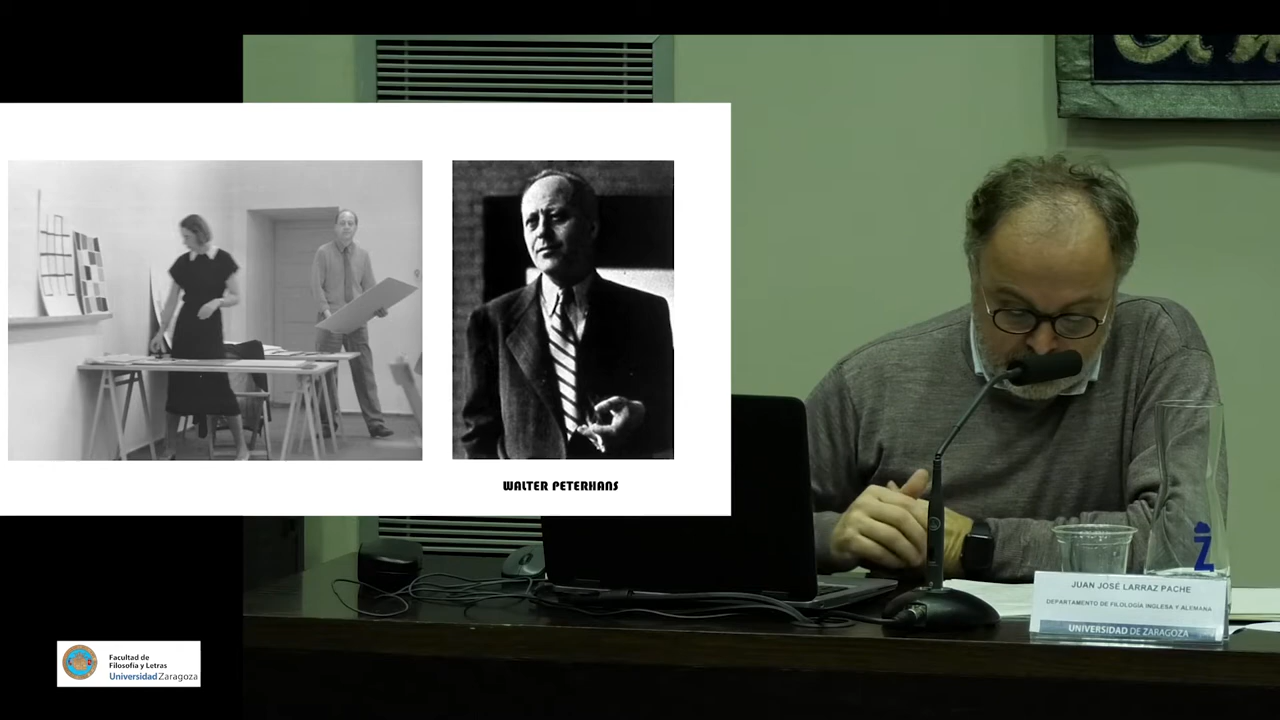 WALTER PETERHANS
JUAN JOSÉ LARRAZ PACHE
DEPARTAMENTO DE FILOLOGÍA INGLESA Y ALEMANA
UNIVERSIDAD DE ZARAGOZA
Facultad de
Filosofía y Letras
Universidad Zaragoza